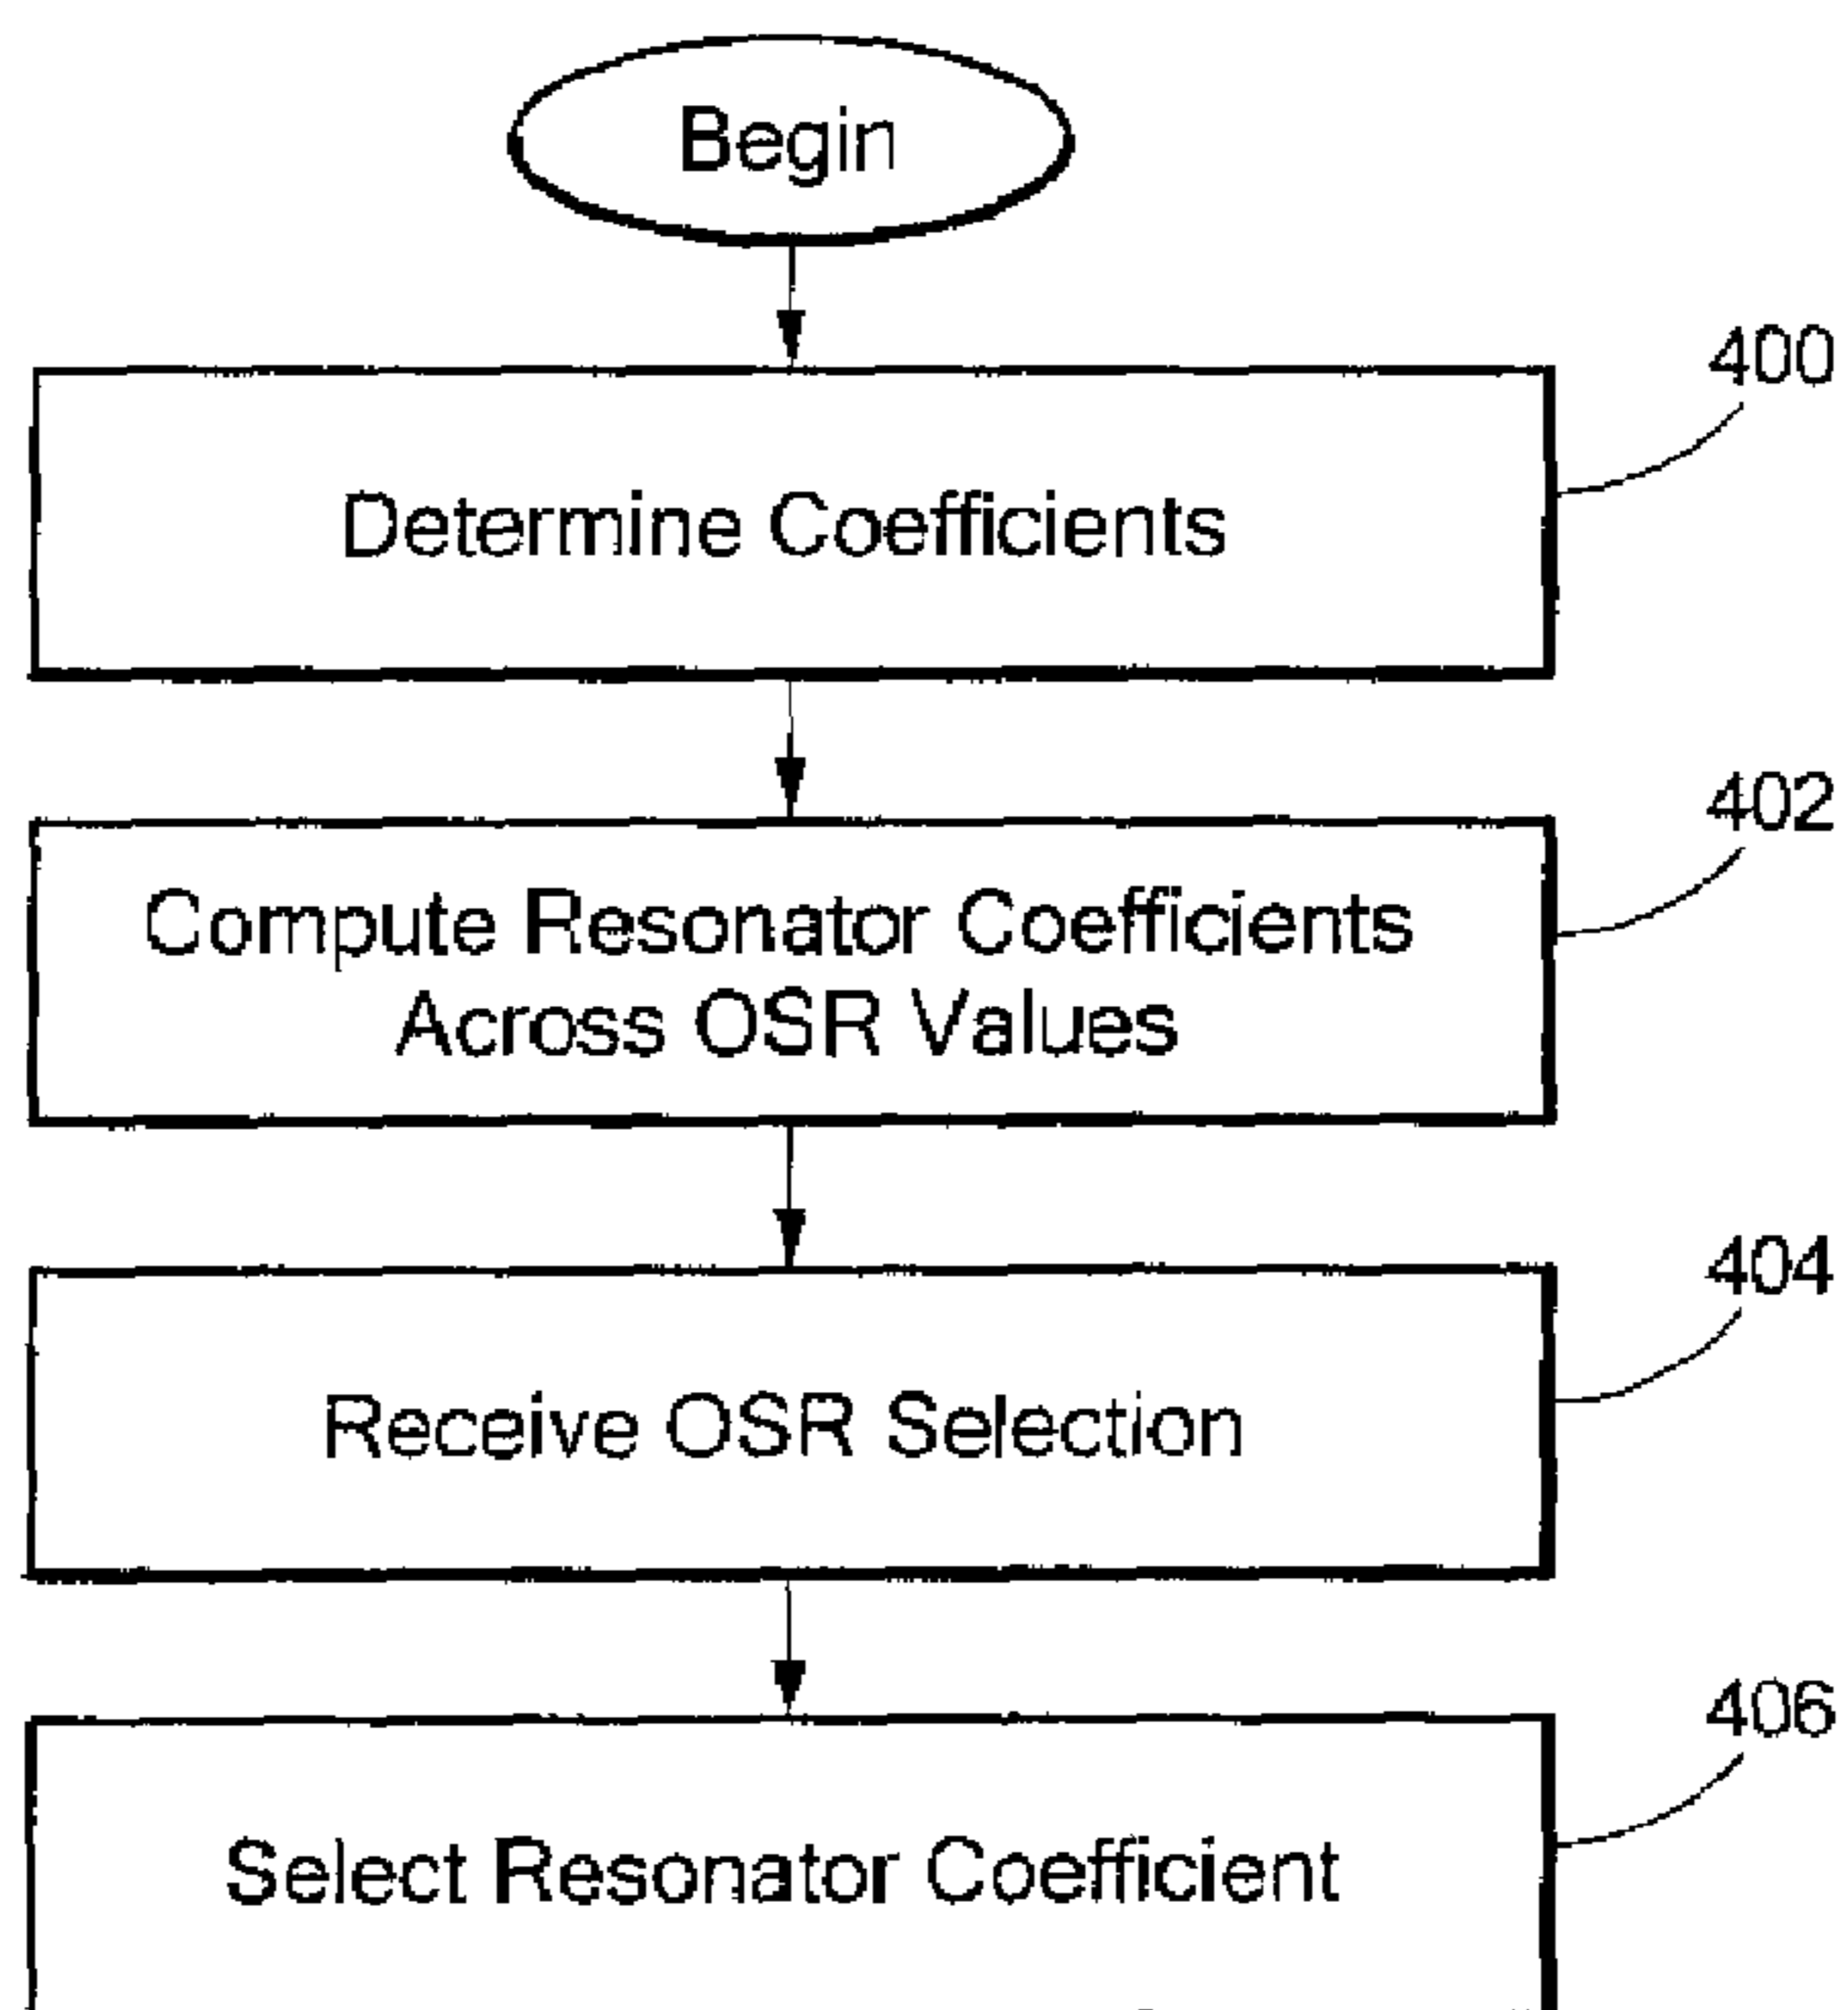 Begin
400
Determine Coefficients
402
Compute Resonator Coefficients
Across OSR Values
404
Receive OSR Selection
406
Select Resonator Coefficient